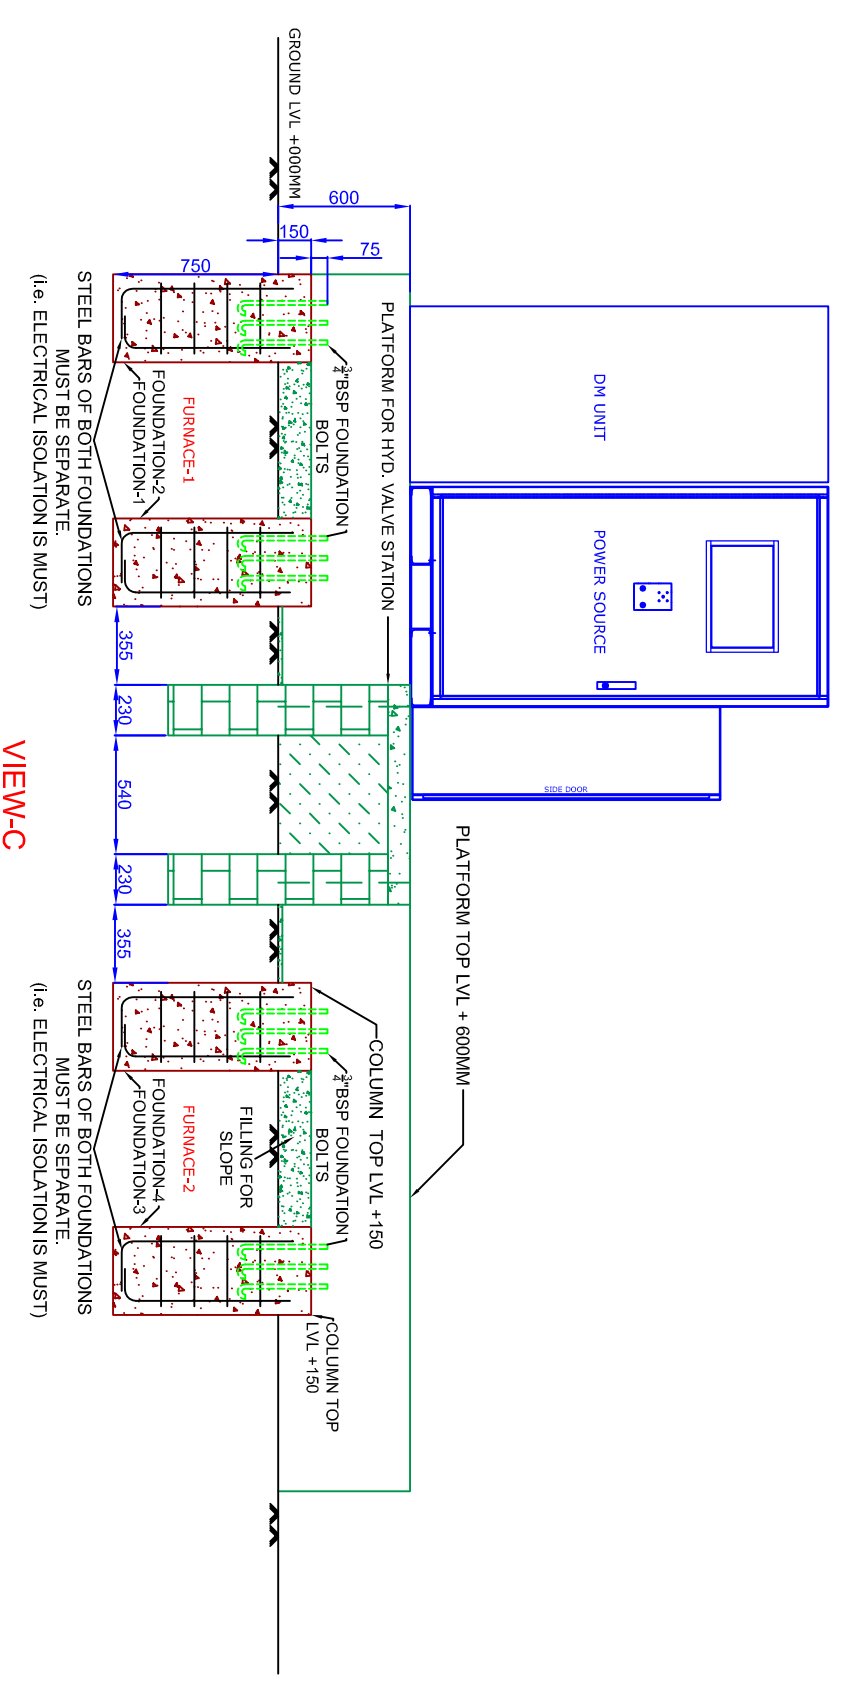 GROUND LVL +000MM
600
150
75
750
PLATFORM FOR HYD. VALVE STATION
DM UNIT
POWER SOURCE
SIDE DOOR
3/4"BSP FOUNDATION
BOLTS
FURNACE-1
FOUNDATION-2
FOUNDATION-1
STEEL BARS OF BOTH FOUNDATIONS
MUST BE SEPARATE.
(i.e. ELECTRICAL ISOLATION IS MUST)
355
230
540
230
355
PLATFORM TOP LVL + 600MM
COLUMN TOP LVL +150
3/4"BSP FOUNDATION
BOLTS
FILLING FOR
SLOPE
FURNACE-2
FOUNDATION-4
FOUNDATION-3
STEEL BARS OF BOTH FOUNDATIONS
MUST BE SEPARATE.
(i.e. ELECTRICAL ISOLATION IS MUST)
COLUMN TOP
LVL +150
VIEW-C